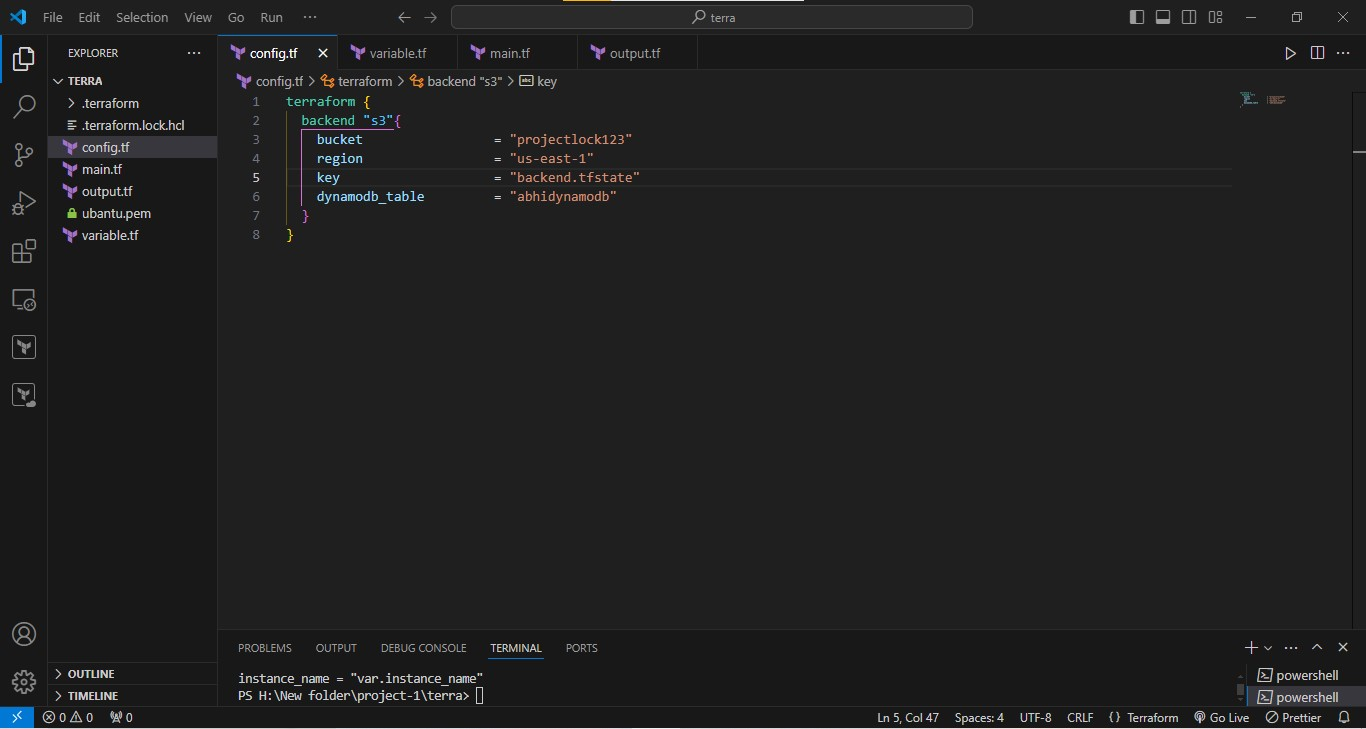 File Edit Selection View Go Run ···
terra
EXPLORER ···
TERRA
.terraform
.terraform.lock.hcl
config.tf
main.tf
output.tf
ubantu.pem
variable.tf
OUTLINE
TIMELINE
config.tf variable.tf main.tf output.tf
config.tf > terraform > backend "s3" > key
1 terraform {
2 backend "s3"{
3 bucket = "projectlock123"
4 region = "us-east-1"
5 key = "backend.tfstate"
6 dynamodb_table = "abhidynamodb"
7 }
8 }
PROBLEMS OUTPUT DEBUG CONSOLE TERMINAL PORTS
instance_name = "var.instance_name"
PS H:\New folder\project-1\terra>
powershell
powershell
0 0 0 Ln 5, Col 47 Spaces: 4 UTF-8 CRLF {} Terraform Go Live Prettier